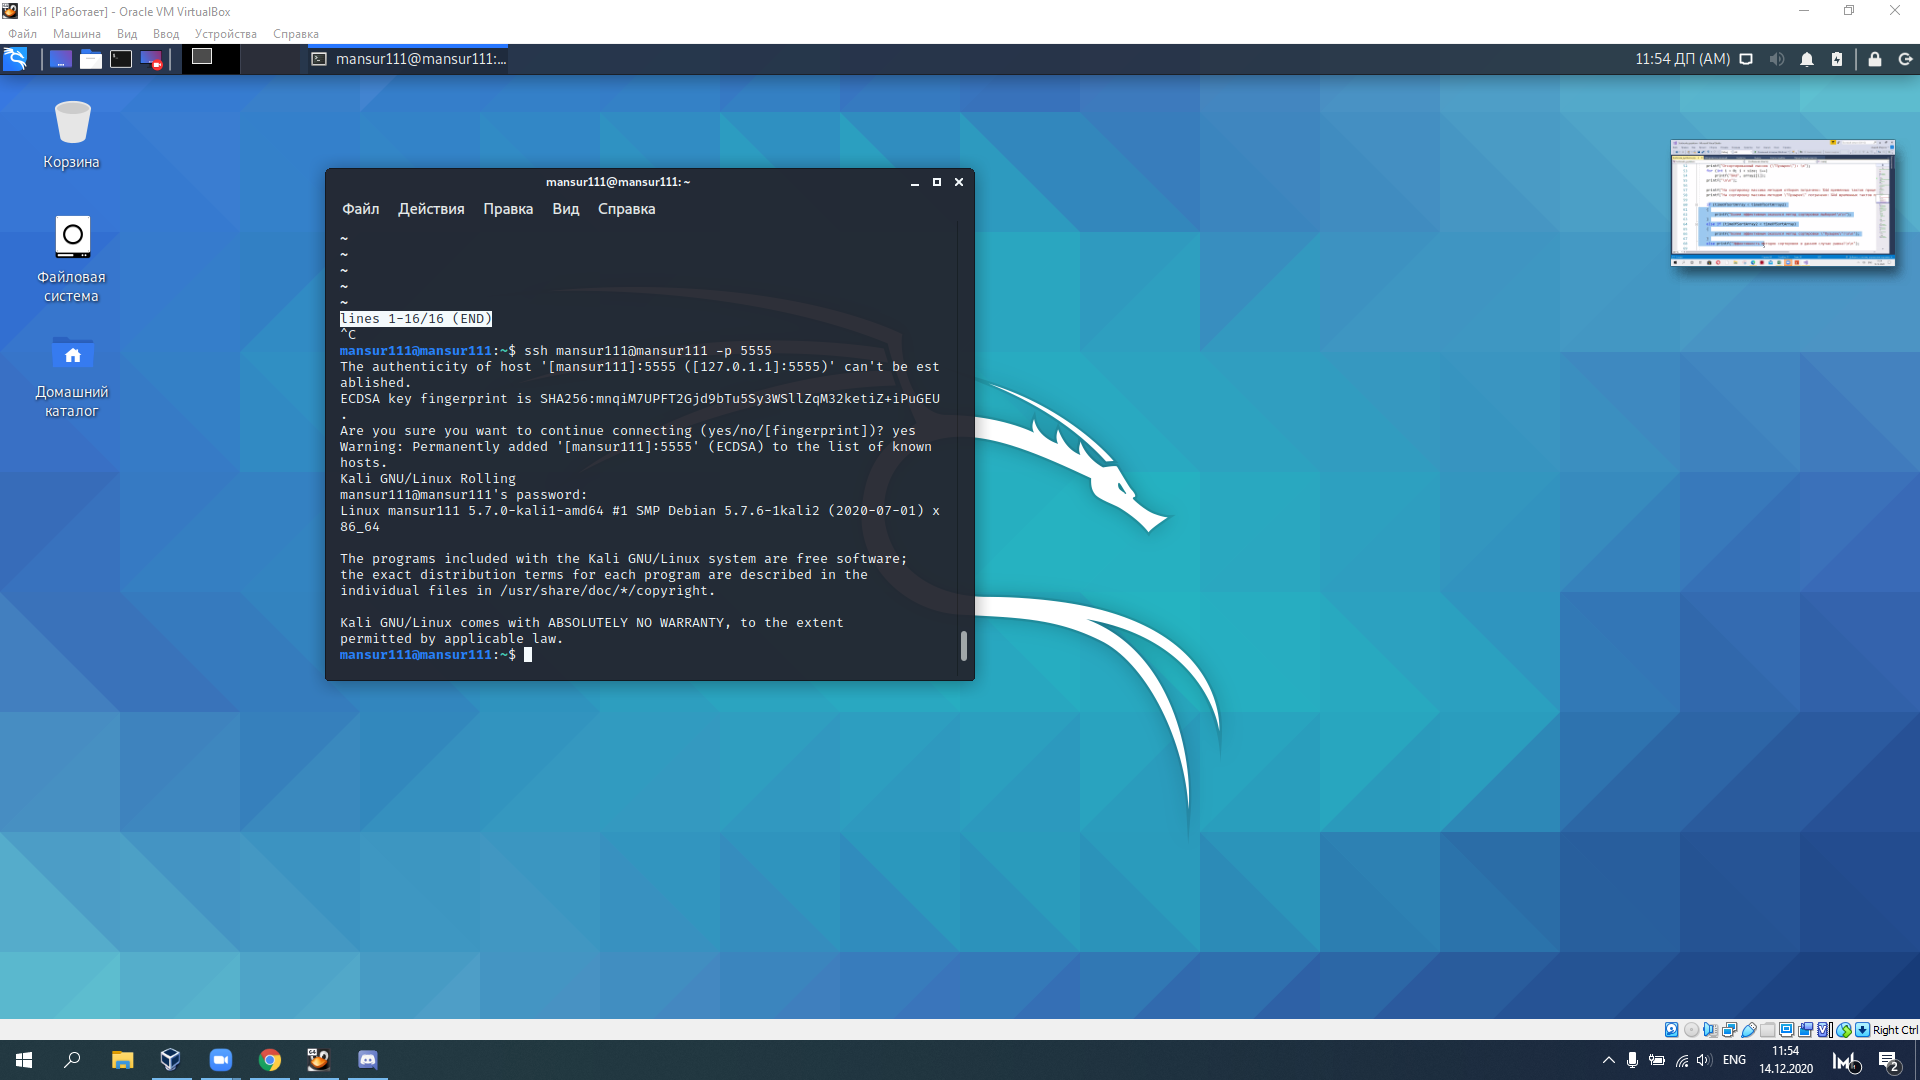 Kali1 [Работает] - Oracle VM VirtualBox
Файл Машина Вид Ввод Устройства Справка
mansur111@mansur111:...
11:54 ДП (AM)
Корзина
Файловая
система
Домашний
каталог
mansur111@mansur111: ~
Файл Действия Правка Вид Справка
~
~
~
~
~
lines 1-16/16 (END)
^C
mansur111@mansur111:~$ ssh mansur111@mansur111 -p 5555
The authenticity of host '[mansur111]:5555 ([127.0.1.1]:5555)' can't be est
ablished.
ECDSA key fingerprint is SHA256:mnqiM7UPFT2Gjd9bTu5Sy3WSllZqM32ketiZ+iPuGEU
.
Are you sure you want to continue connecting (yes/no/[fingerprint])? yes
Warning: Permanently added '[mansur111]:5555' (ECDSA) to the list of known
hosts.
Kali GNU/Linux Rolling
mansur111@mansur111's password:
Linux mansur111 5.7.0-kali1-amd64 #1 SMP Debian 5.7.6-1kali2 (2020-07-01) x
86_64
The programs included with the Kali GNU/Linux system are free software;
the exact distribution terms for each program are described in the
individual files in /usr/share/doc/*/copyright.
Kali GNU/Linux comes with ABSOLUTELY NO WARRANTY, to the extent
permitted by applicable law.
mansur111@mansur111:~$
Right Ctrl
ENG
11:54
14.12.2020
2